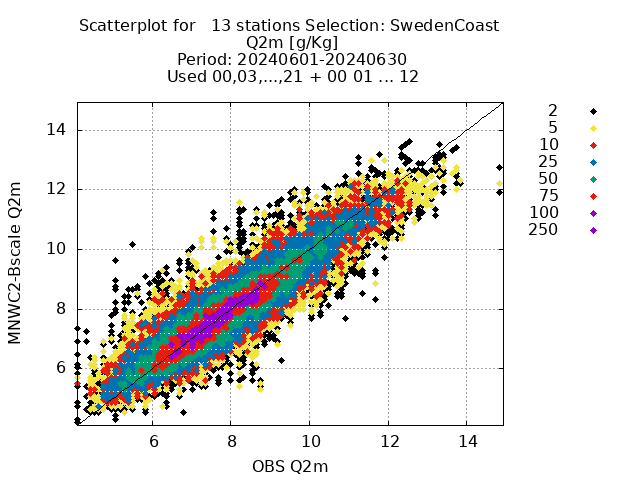 Scatterplot for 13 stations Selection: SwedenCoast
Q2m [g/Kg]
Period: 20240601-20240630
Used 00,03,...,21 + 00 01 ... 12
2
5
10
25
50
75
100
250
14
12
10
8
6
MNWC2-Bscale Q2m
6 8 10 12 14
OBS Q2m